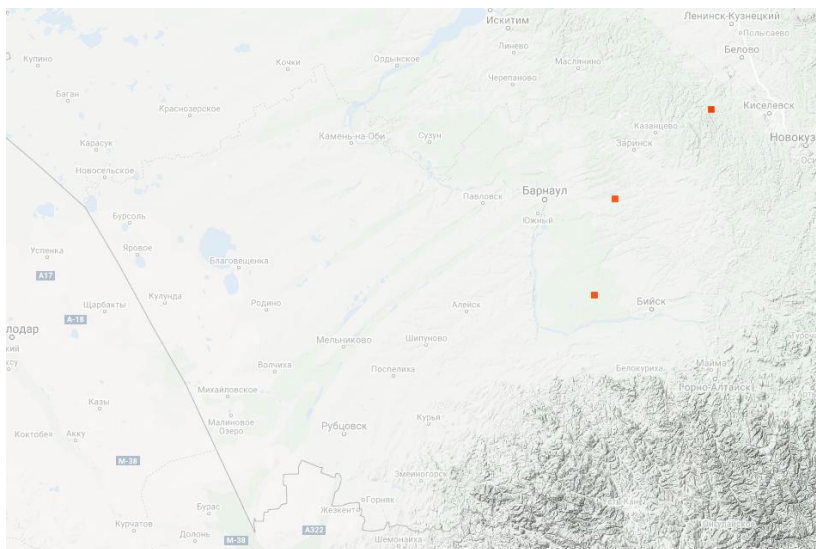 Искитим
Ленинск-Кузнецкий
Полысаево
Линево
Белово
Купино
Кочки
Ордынское
Маслянино
Черепаново
Баган
Краснозерское
Киселевск
Казанцево
Камень-на-Оби
Сузун
Карасук
Заринск
Новокуз
Новосельское
Барнаул
Павловск
Бурсоль
Южный
Успенка
Яровое
Благовещенка
А17
Щарбакты
Кулунда
Родино
Алейск
Бийск
А-18
лодар
Мельниково
Шипуново
Волчиха
Поспелиха
Белокуриха
Майма
Горно-Алтайск
Михайловское
Казы
Малиновое
Озеро
Рубцовск
Курья
Коктобе
Акку
М-38
Змеиногорск
Горняк
Бурас
Жезкент
Курчатов
А322
Долонь
М-38
Шемонаиха